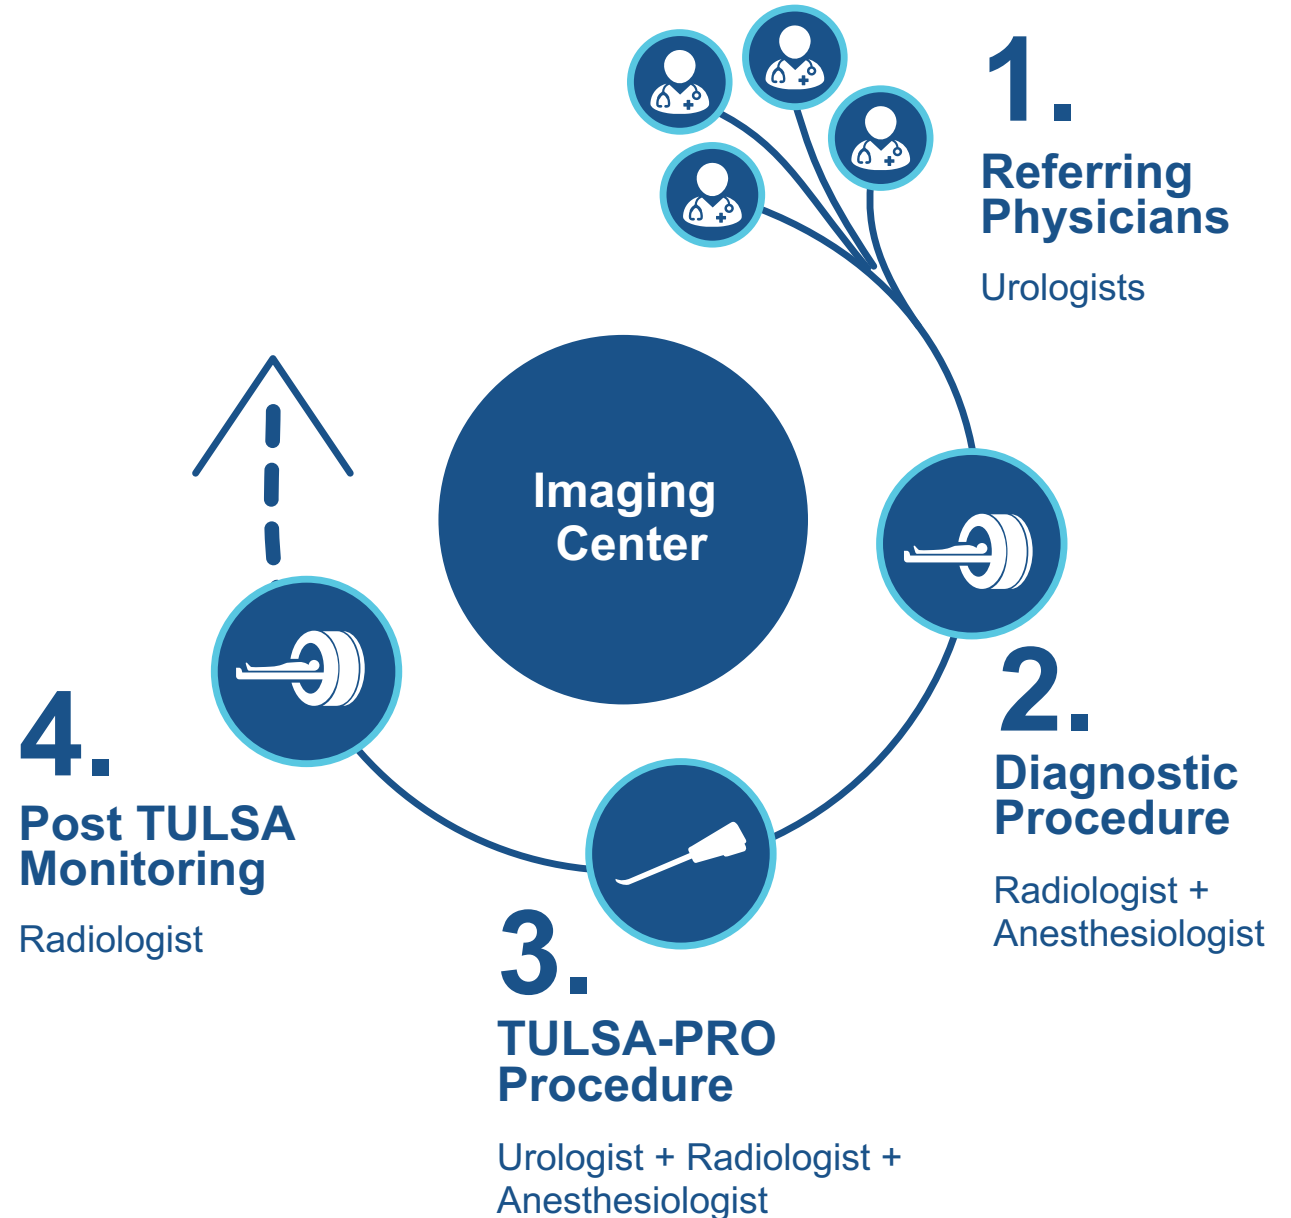 1.
Referring
Physicians
Urologists
Imaging
Center
2.
Diagnostic
Procedure
Radiologist +
Anesthesiologist
3.
TULSA-PRO
Procedure
Urologist + Radiologist +
Anesthesiologist
4.
Post TULSA
Monitoring
Radiologist